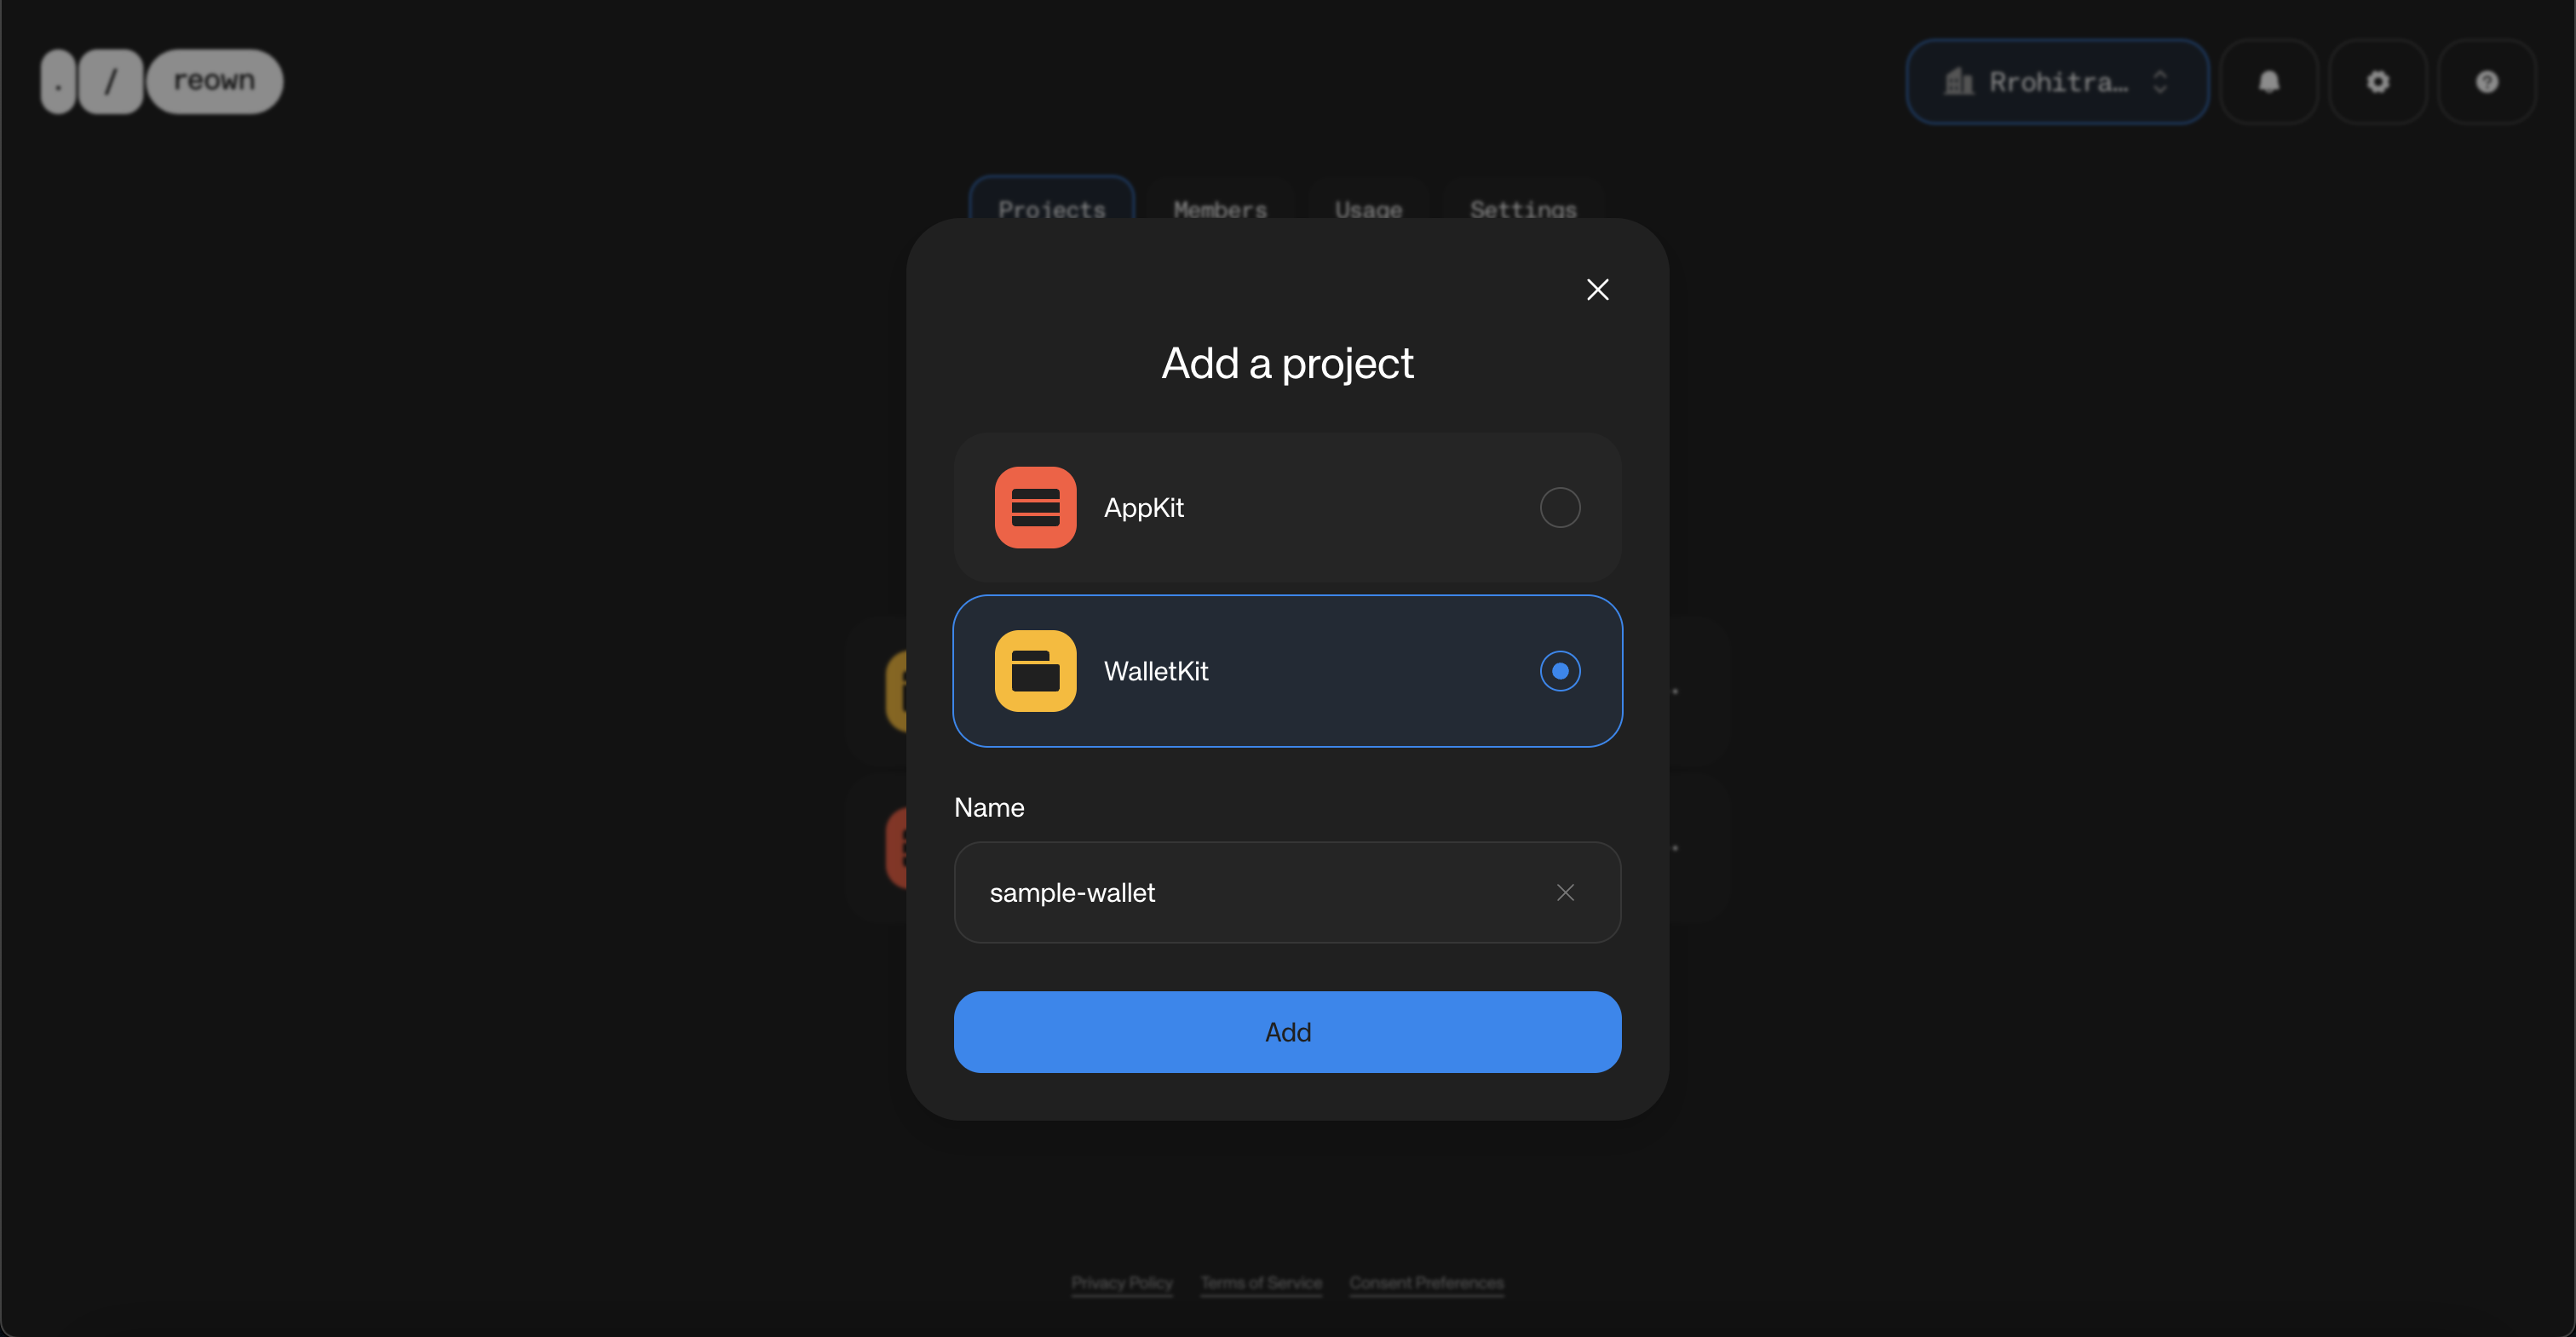 . / reown
Rrohitra…
Projects Members Usage Settings
Add a project
AppKit
WalletKit
Name
sample-wallet
Add
Privacy Policy Terms of Service Consent Preferences